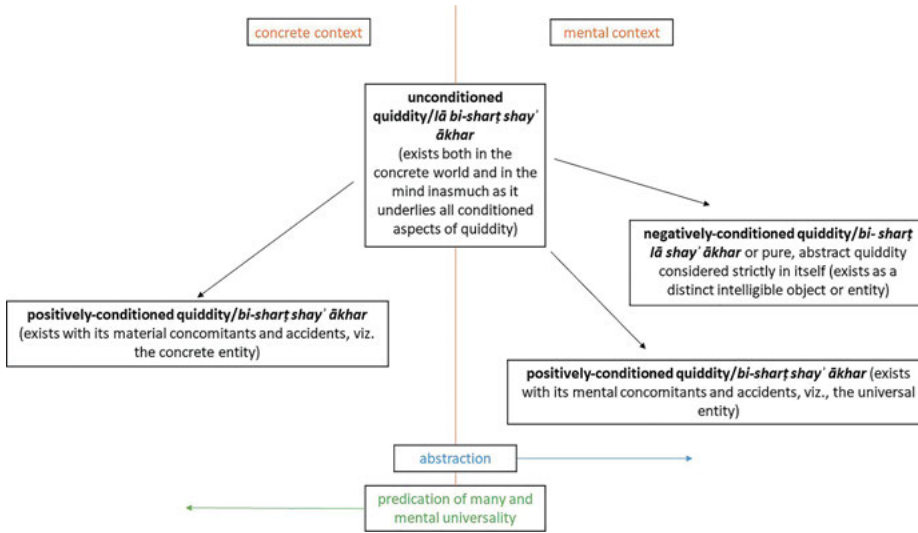 concrete context
mental context
unconditioned
quiddity/lā bi-sharṭ shayʾ
ākhar
(exists both in the
concrete world and in the
mind inasmuch as it
underlies all conditioned
aspects of quiddity)
negatively-conditioned quiddity/bi- sharṭ
lā shayʾ ākhar or pure, abstract quiddity
considered strictly in itself (exists as a
distinct intelligible object or entity)
positively-conditioned quiddity/bi-sharṭ shayʾ ākhar
(exists with its material concomitants and accidents, viz.
the concrete entity)
positively-conditioned quiddity/bi-sharṭ shayʾ ākhar (exists
with its mental concomitants and accidents, viz., the universal
entity)
abstraction
predication of many and
mental universality